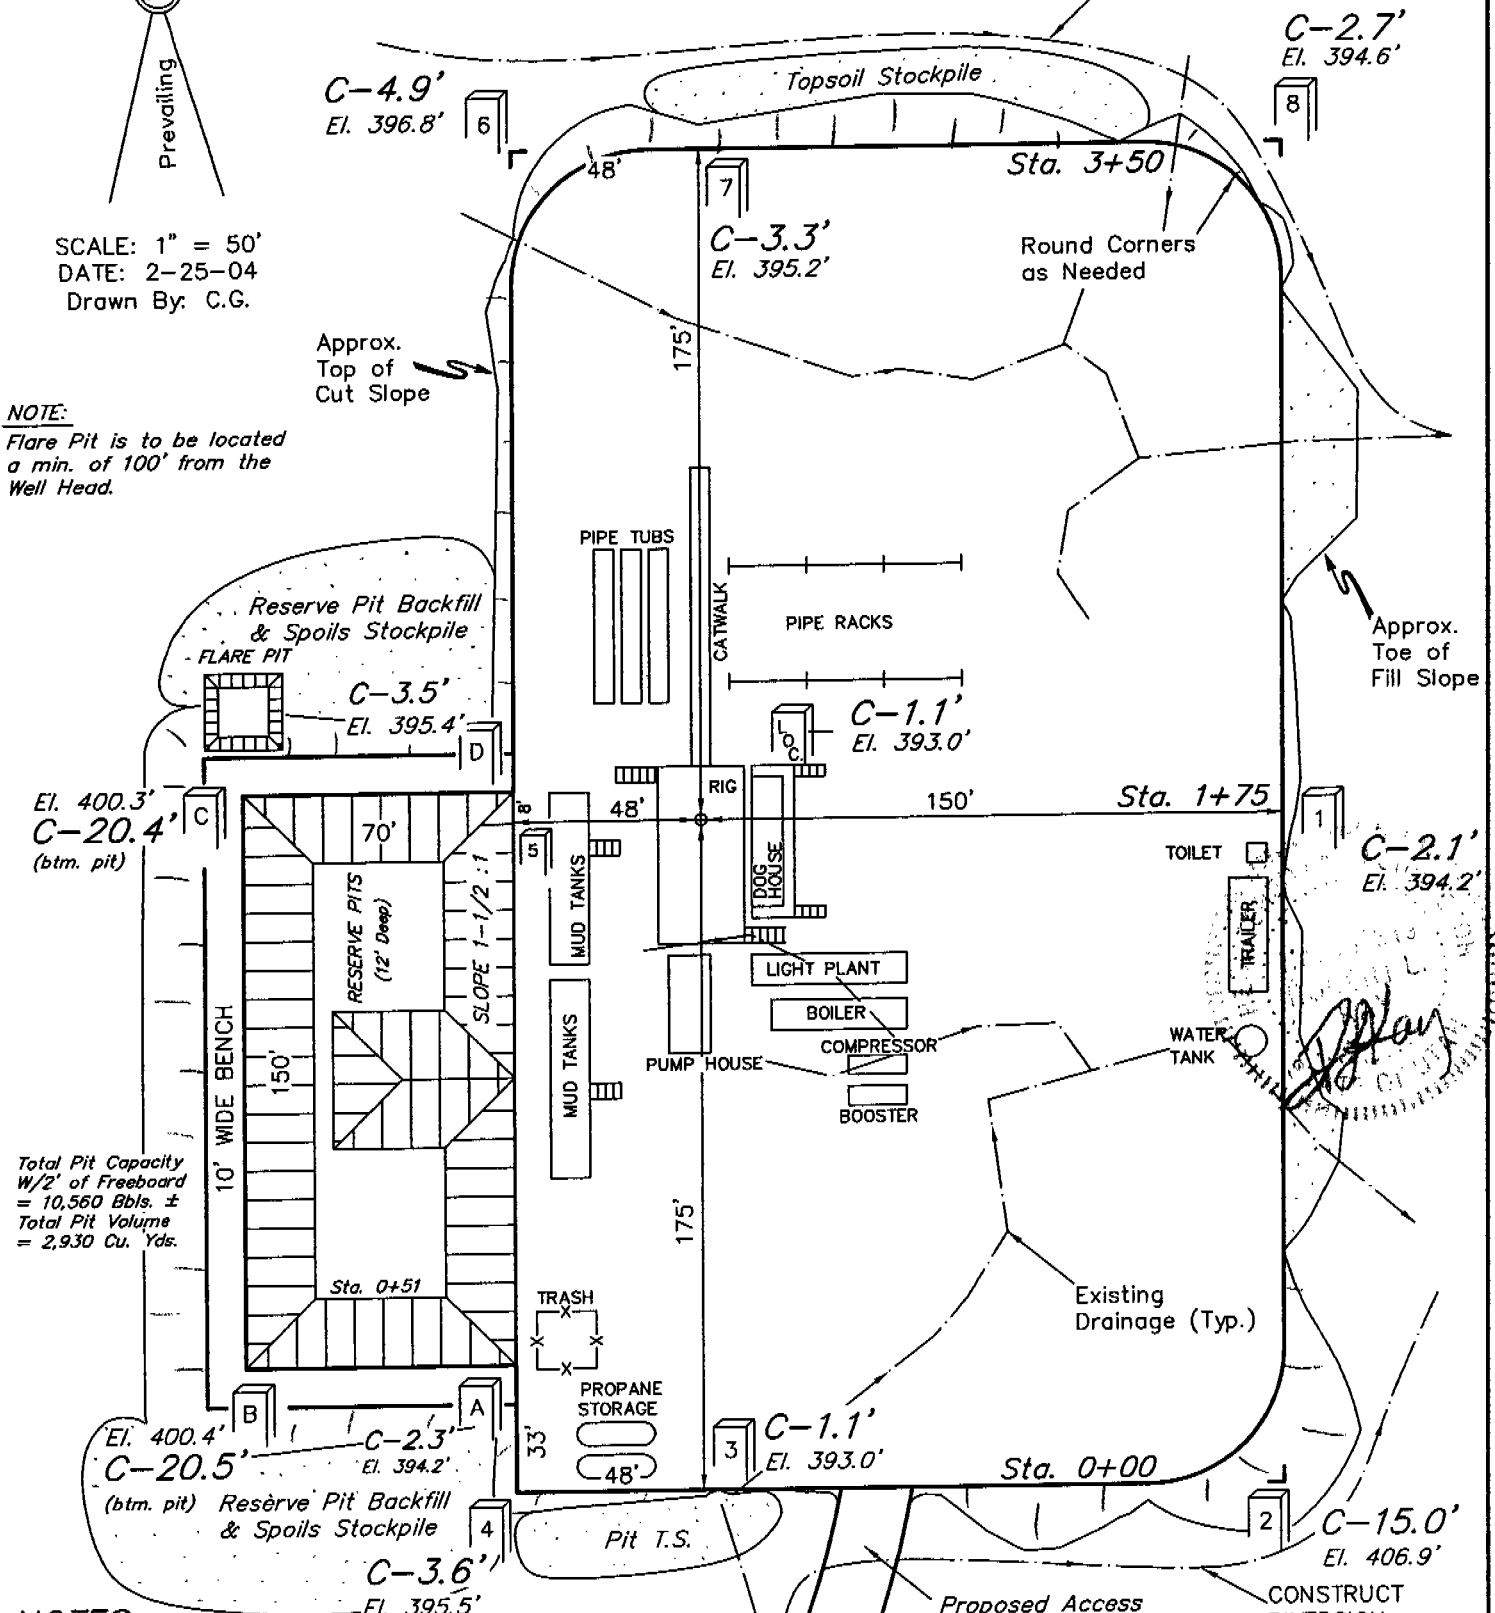 Prevailing
SCALE: 1" = 50'
DATE: 2-25-04
Drawn By: C.G.
C-4.9'
El. 396.8'
6
Topsoil Stockpile
C-2.7'
El. 394.6'
8
48'
7
C-3.3'
El. 395.2'
Sta. 3+50
Round Corners
as Needed
175'
Approx.
Top of
Cut Slope
NOTE:
Flare Pit is to be located
a min. of 100' from the
Well Head.
PIPE TUBS
CATWALK
PIPE RACKS
Reserve Pit Backfill
& Spoils Stockpile
FLARE PIT
C-3.5'
El. 395.4'
D
Approx.
Toe of
Fill Slope
L
O
C.
C-1.1'
El. 393.0'
El. 400.3'
C-20.4'
(btm. pit)
C
70'
8'
48'
RIG
150'
Sta. 1+75
1
C-2.1'
El. 394.2'
5
MUD TANKS
DOG
HOUSE
TOILET
TRAILER
RESERVE PITS
(12' Deep)
SLOPE 1-1/2 : 1
LIGHT PLANT
BOILER
COMPRESSOR
PUMP HOUSE
BOOSTER
WATER
TANK
MUD TANKS
10' WIDE BENCH
150'
Total Pit Capacity
W/2' of Freeboard
= 10,560 Bbls. ±
Total Pit Volume
= 2,930 Cu. Yds.
175'
Sta. 0+51
TRASH
X
X
X
X
Existing
Drainage (Typ.)
PROPANE
STORAGE
48'
33'
B
A
El. 400.4'
C-20.5'
(btm. pit)
C-2.3'
El. 394.2'
3
C-1.1'
El. 393.0'
Sta. 0+00
Reserve Pit Backfill
& Spoils Stockpile
4
C-3.6'
El. 395.5'
Pit T.S.
2
C-15.0'
El. 406.9'
Proposed Access
CONSTRUCT